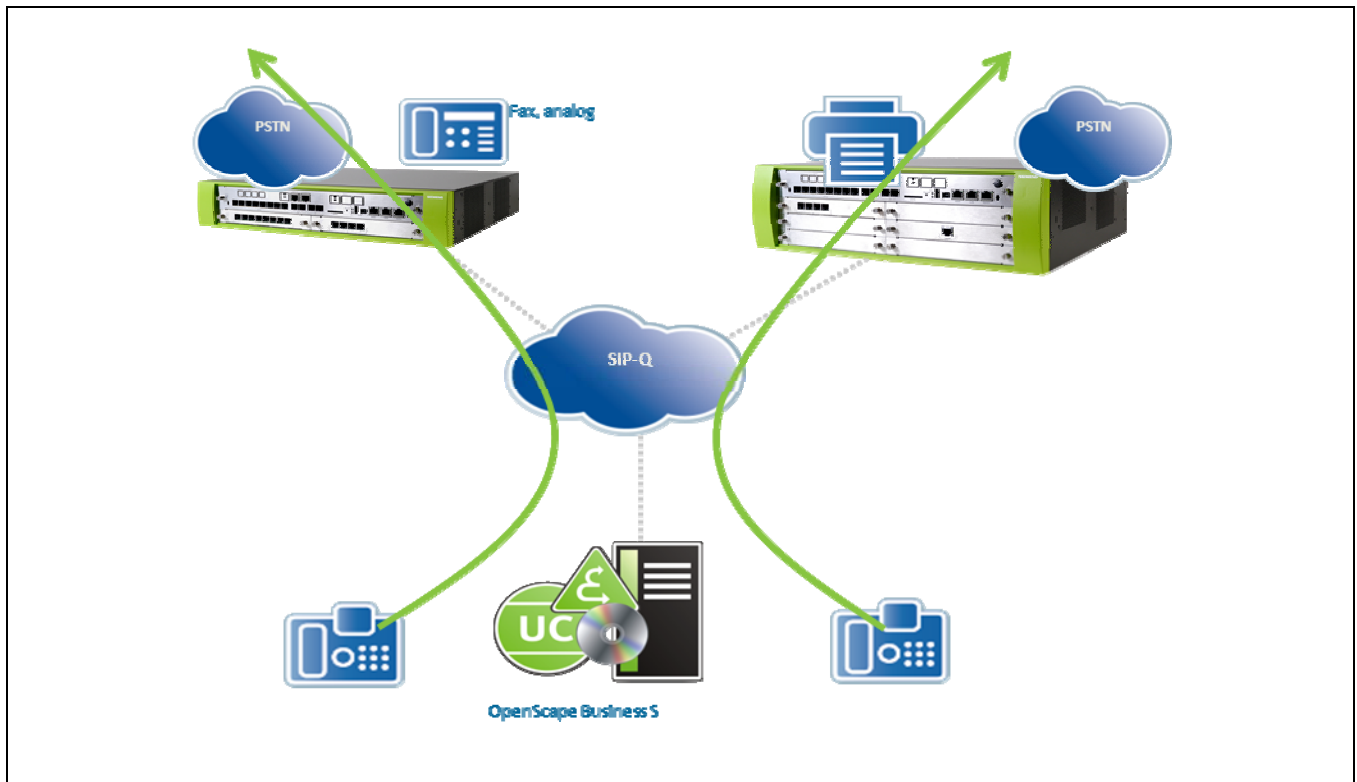 PSTN
Fax, analog
PSTN
SIP-Q
UC
OpenScape Business S